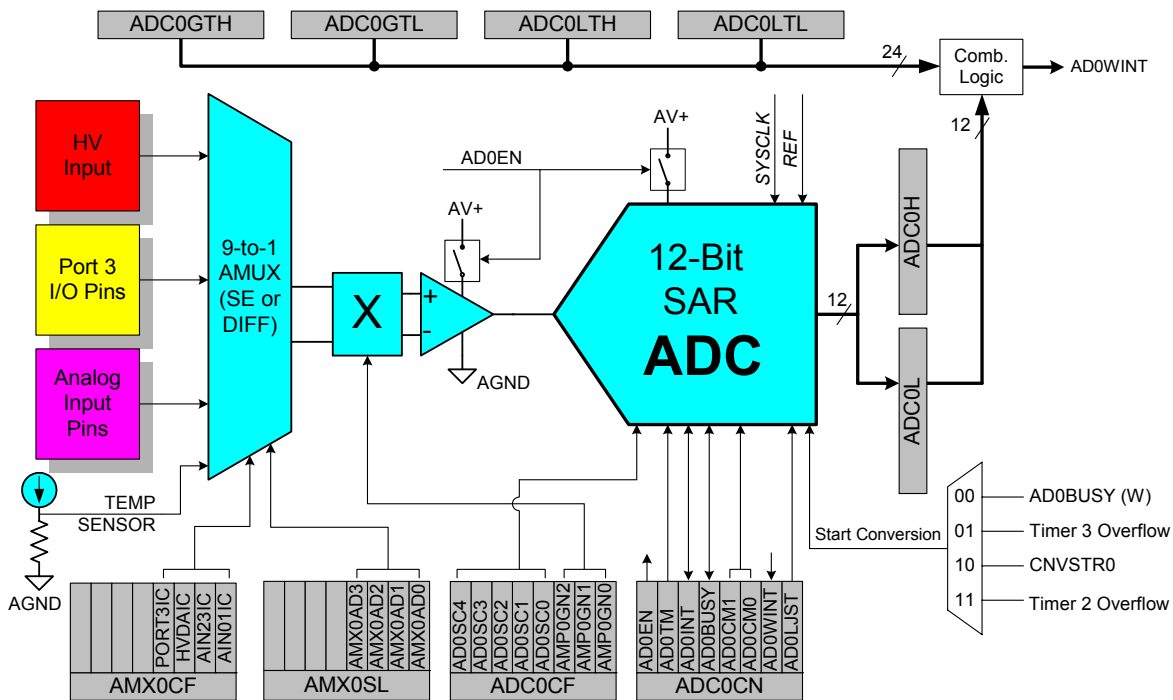 ADC0GTH
ADC0GTL
ADC0LTH
ADC0LTL
24
Comb.
Logic
AD0WINT
12
HV
Input
Port 3
I/O Pins
Analog
Input
Pins
9-to-1
AMUX
(SE or
DIFF)
AD0EN
AV+
AV+
SYSCLK
REF
X
+
-
AGND
12-Bit
SAR
ADC
12
ADC0H
ADC0L
TEMP
SENSOR
AGND
Start Conversion
00
AD0BUSY (W)
01
Timer 3 Overflow
10
CNVSTR0
11
Timer 2 Overflow
PORT3IC
HVDAIC
AIN23IC
AIN01IC
AMX0CF
AMX0AD3
AMX0AD2
AMX0AD1
AMX0AD0
AMX0SL
AD0SC4
AD0SC3
AD0SC2
AD0SC1
AD0SC0
AMP0GN2
AMP0GN1
AMP0GN0
ADC0CF
AD0EN
AD0TM
AD0INT
AD0BUSY
AD0CM1
AD0CM0
AD0WINT
AD0LJST
ADC0CN